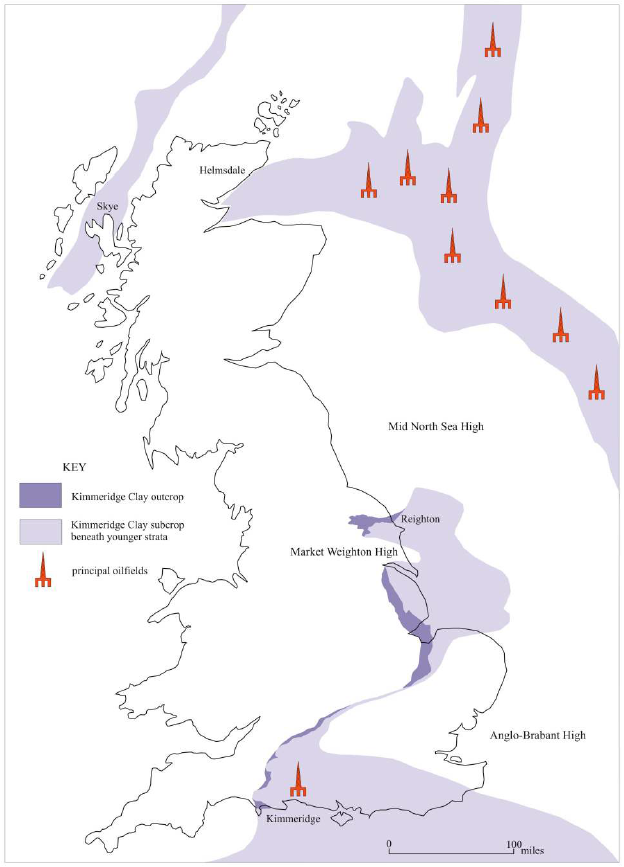 Helmsdale
Skye
Mid North Sea High
KEY
Kimmeridge Clay outcrop
Kimmeridge Clay subcrop
beneath younger strata
principal oilfields
Reighton
Market Weighton High
Anglo-Brabant High
Kimmeridge
0 100 miles